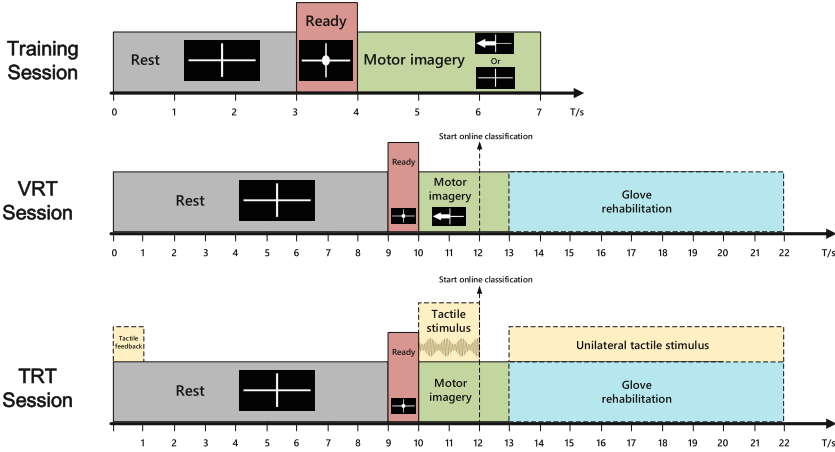 Training
Session
Ready
Rest
Motor imagery
Or
0 1 2 3 4 5 6 7 T/s
Start online classification
VRT
Session
Ready
Rest
Motor
imagery
Glove
rehabilitation
0 1 2 3 4 5 6 7 8 9 10 11 12 13 14 15 16 17 18 19 20 21 22 T/s
Start online classification
TRT
Session
Tactile
feedback
Tactile
stimulus
Unilateral tactile stimulus
Ready
Rest
Motor
imagery
Glove
rehabilitation
1 2 3 4 5 6 7 8 9 10 11 12 13 14 15 16 17 18 19 20 21 22 T/s